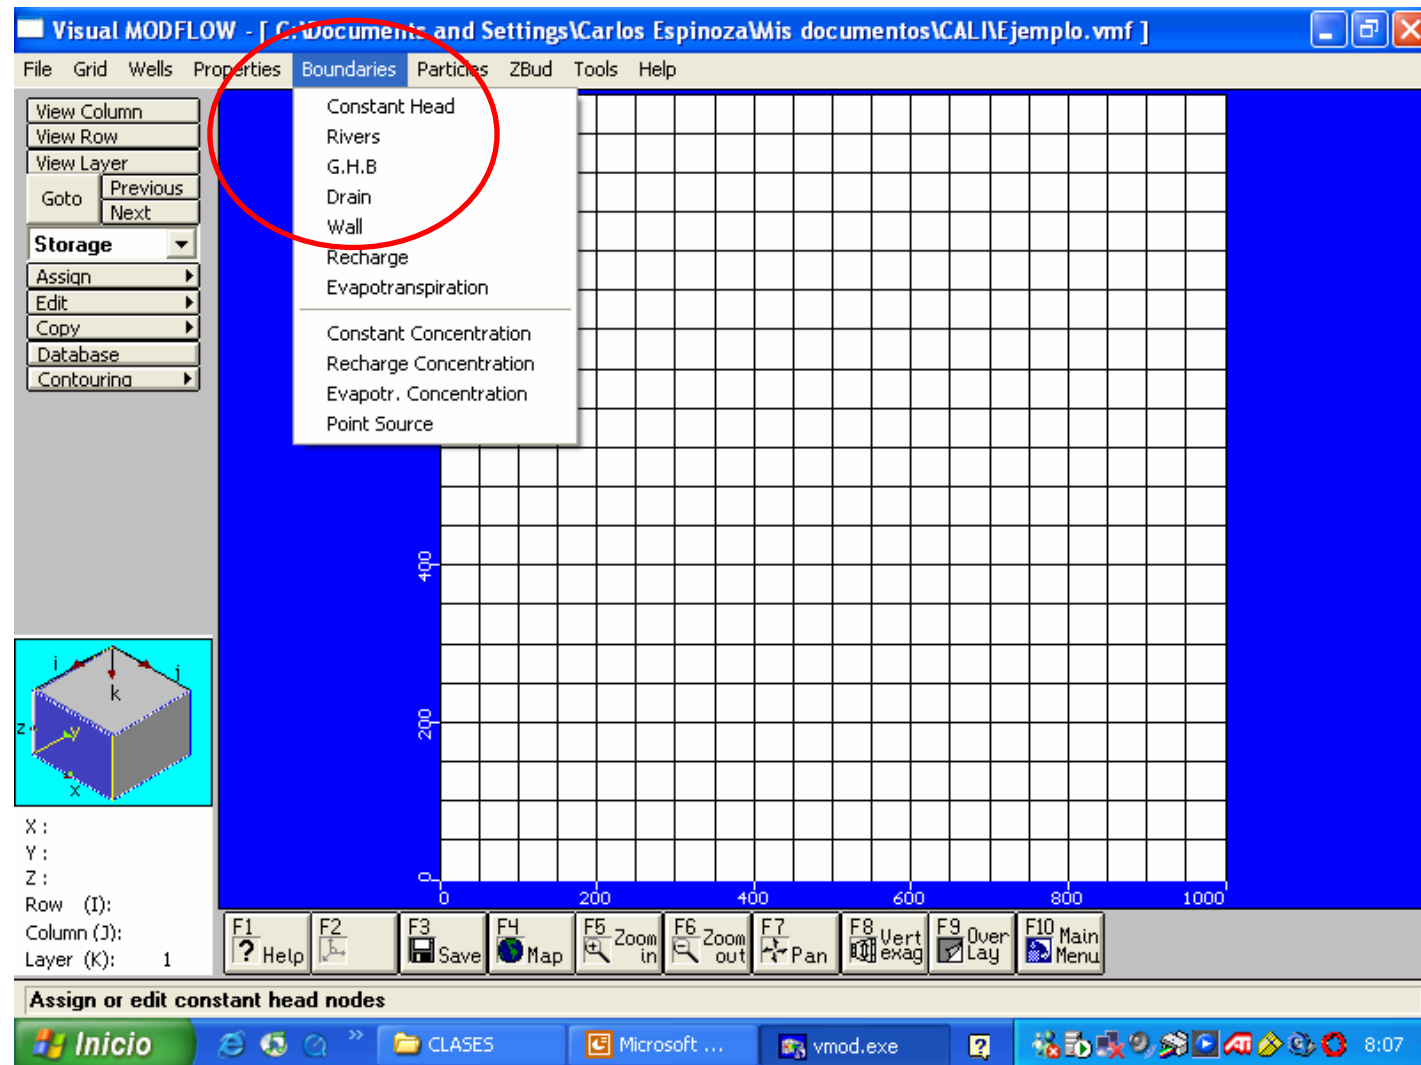 Visual MODFLOW - [ C:\Documents and Settings\Carlos Espinoza\Mis documentos\CALI\Ejemplo.vmf ]
File Grid Wells Properties Boundaries Particles ZBud Tools Help
View Column
View Row
View Layer
Goto
Previous
Next
Storage
Assign
Edit
Copy
Database
Contouring
Constant Head
Rivers
G.H.B
Drain
Wall
Recharge
Evapotranspiration
Constant Concentration
Recharge Concentration
Evapotr. Concentration
Point Source
400
200
0
0 200 400 600 800 1000
i
j
k
z
y
x
X :
Y :
Z :
Row (I):
Column (J):
Layer (K): 1
F1 ? Help
F2
F3 Save
F4 Map
F5 Zoom in
F6 Zoom out
F7 Pan
F8 Vert exag
F9 Over Lay
F10 Main Menu
Assign or edit constant head nodes
Inicio
»
CLASES
Microsoft ...
vmod.exe
?
ATI
8:07